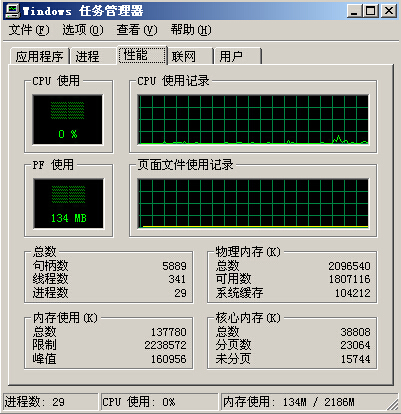 Windows 任务管理器
文件(F) 选项(O) 查看(V) 帮助(H)
应用程序 进程 性能 联网 用户
CPU 使用
0 %
CPU 使用记录
PF 使用
134 MB
页面文件使用记录
总数
句柄数 5889
线程数 341
进程数 29
物理内存(K)
总数 2096540
可用数 1807116
系统缓存 104212
内存使用(K)
总数 137780
限制 2238572
峰值 160956
核心内存(K)
总数 38808
分页数 23064
未分页 15744
进程数: 29 CPU 使用: 0% 内存使用: 134M / 2186M